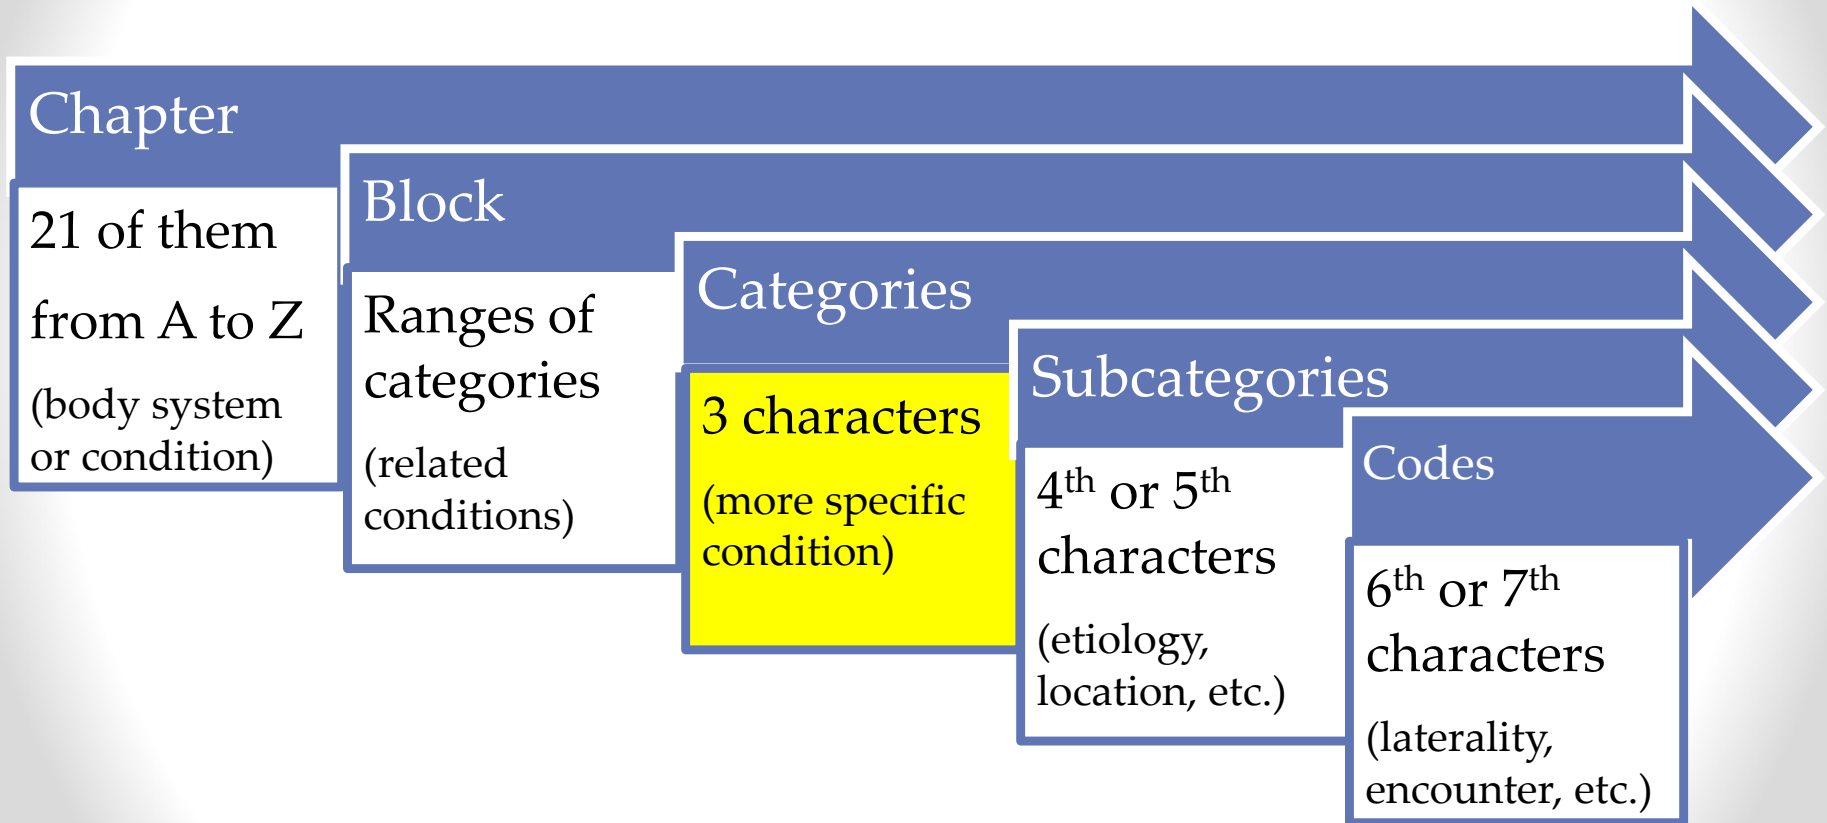 Chapter
21 of them
from A to Z
(body system
or condition)
Block
Ranges of
categories
(related
conditions)
Categories
3 characters
(more specific
condition)
Subcategories
4th or 5th
characters
(etiology,
location, etc.)
Codes
6th or 7th
characters
(laterality,
encounter, etc.)